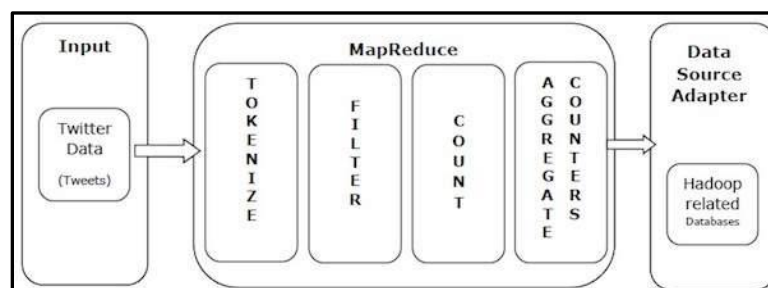 Input
Twitter
Data
(Tweets)
MapReduce
TOKENIZE
FILTER
COUNT
AGGREGATE
COUNTERS
Data
Source
Adapter
Hadoop
related
Databases